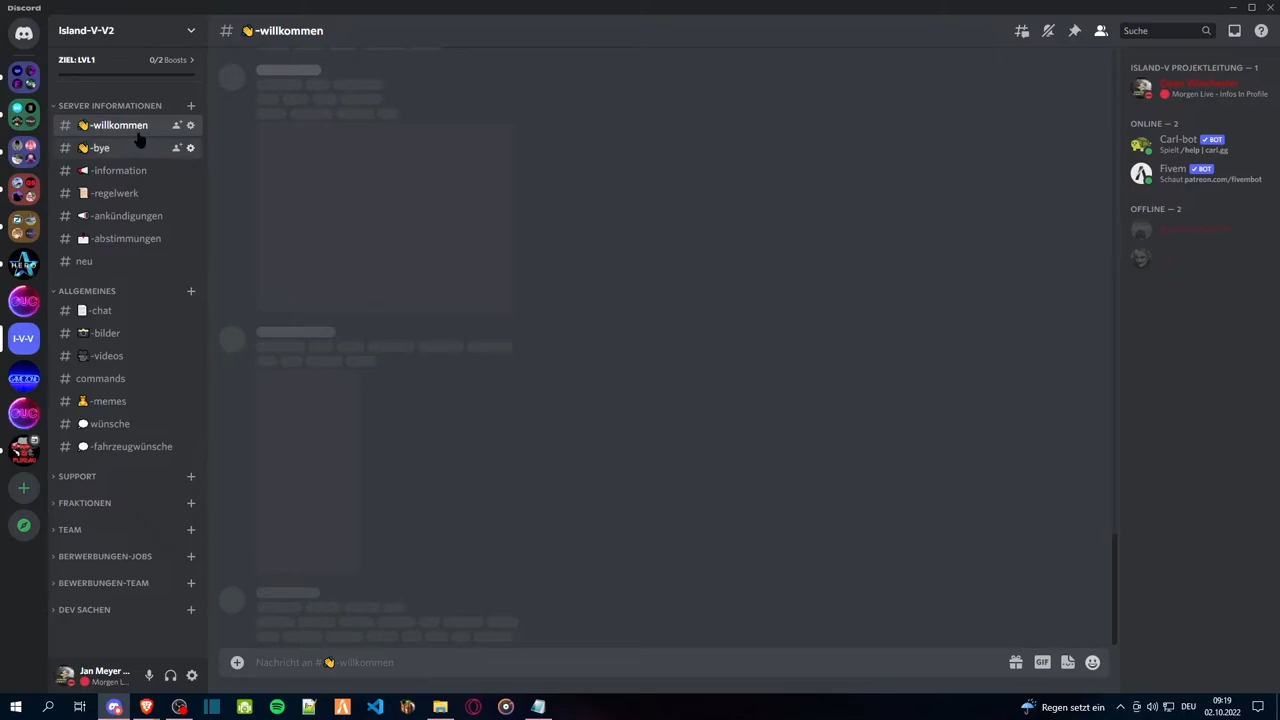 Discord
Island-V-V2
👋-willkommen
Suche
ZIEL: LVL1
0/2 Boosts
ISLAND-V PROJEKTLEITUNG — 1
Morgen Live - Infos In Profile
SERVER INFORMATIONEN
👋-willkommen
👋-bye
📢-information
📜-regelwerk
📢-ankündigungen
📩-abstimmungen
neu
ONLINE — 2
Carl-bot BOT
Spielt /help | carl.gg
Fivem BOT
Schaut patreon.com/fivembot
OFFLINE — 2
ALLGEMEINES
-chat
-bilder
-videos
commands
-memes
wünsche
-fahrzeugwünsche
I-V-V
SUPPORT
FRAKTIONEN
TEAM
BERWERBUNGEN-JOBS
BEWERBUNGEN-TEAM
DEV SACHEN
Nachricht an #👋-willkommen
GIF
Jan Meyer ...
Morgen L...
Regen setzt ein
DEU
09:19
02.10.2022